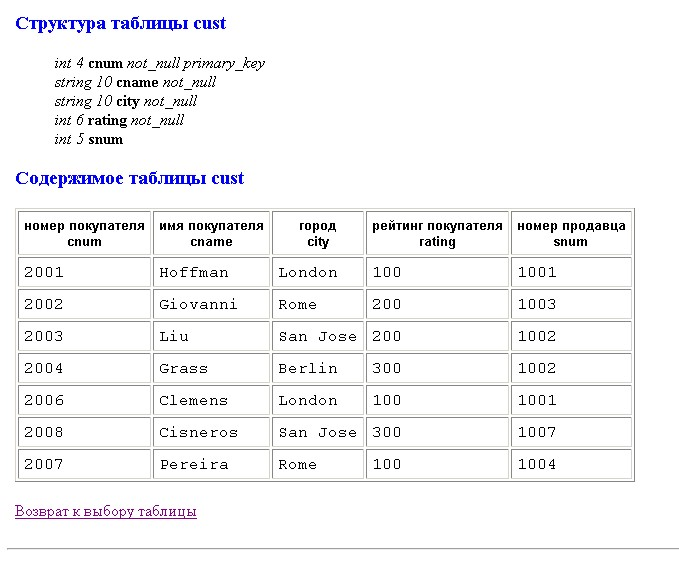 Структура таблицы cust
int 4 cnum not_null primary_key
string 10 cname not_null
string 10 city not_null
int 6 rating not_null
int 5 snum
Содержимое таблицы cust
номер покупателя имя покупателя город рейтинг покупателя номер продавца
cnum cname city rating snum
2001 Hoffman London 100 1001
2002 Giovanni Rome 200 1003
2003 Liu San Jose 200 1002
2004 Grass Berlin 300 1002
2006 Clemens London 100 1001
2008 Cisneros San Jose 300 1007
2007 Pereira Rome 100 1004
Возврат к выбору таблицы